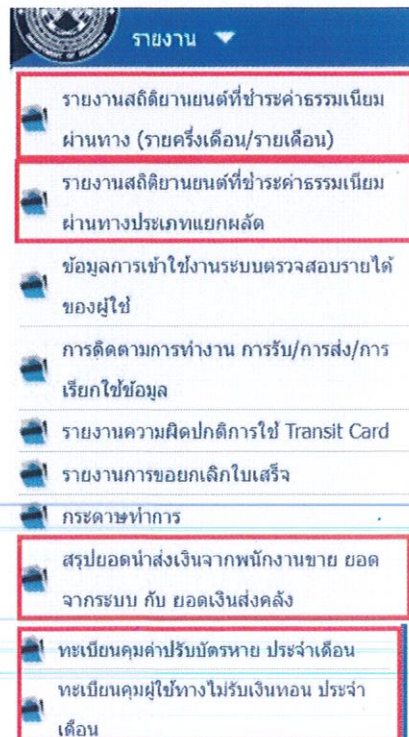 รายงาน
รายงานสถิติยานยนต์ที่ชำระค่าธรรมเนียม
ผ่านทาง (รายครึ่งเดือน/รายเดือน)
รายงานสถิติยานยนต์ที่ชำระค่าธรรมเนียม
ผ่านทางประเภทแยกผลัด
ข้อมูลการเข้าใช้งานระบบตรวจสอบรายได้
ของผู้ใช้
การติดตามการทำงาน การรับ/การส่ง/การ
เรียกใช้ข้อมูล
รายงานความผิดปกติการใช้ Transit Card
รายงานการขอยกเลิกใบเสร็จ
กระดาษทำการ
สรุปยอดนำส่งเงินจากพนักงานขาย ยอด
จากระบบ กับ ยอดเงินส่งคลัง
ทะเบียนคุมค่าปรับบัตรหาย ประจำเดือน
ทะเบียนคุมผู้ใช้ทางไม่รับเงินทอน ประจำ
เดือน